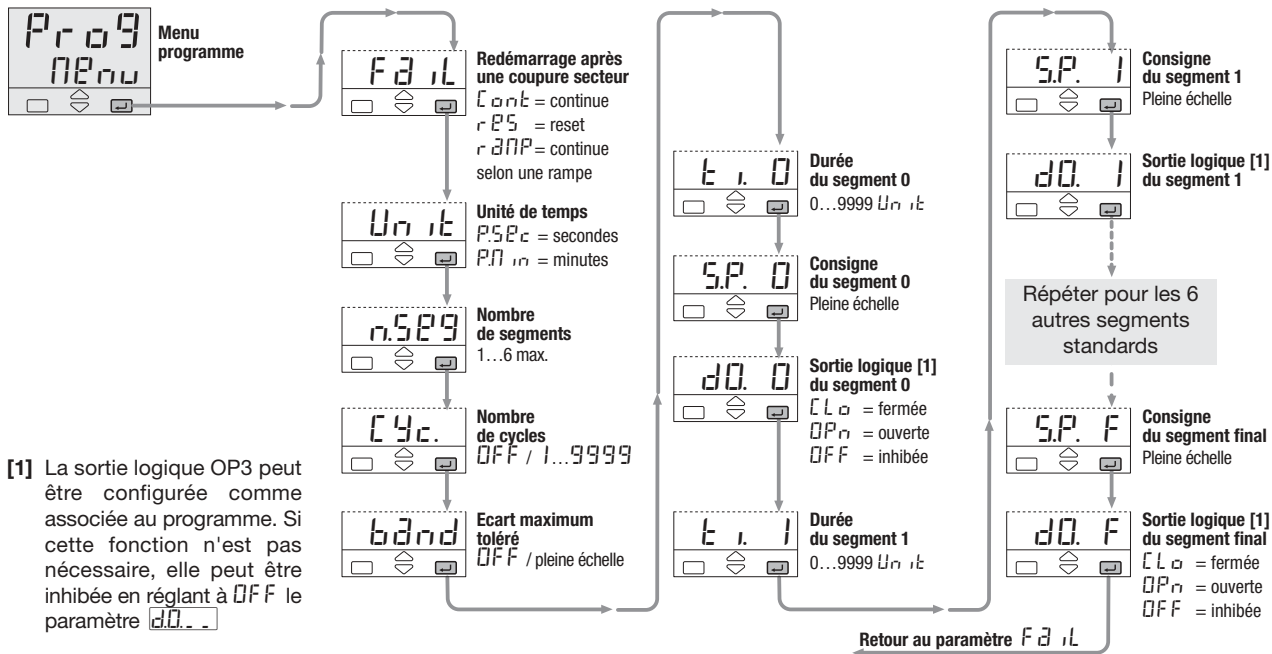 Prog
MEnu
Menu
programme
FaiL
Redémarrage après
une coupure secteur
Cont = continue
rES = reset
raMP = continue
selon une rampe
Unit
Unité de temps
P.SEc = secondes
P.Min = minutes
n.SEg
Nombre
de segments
1...6 max.
Cyc.
Nombre
de cycles
OFF / 1...9999
band
Ecart maximum
toléré
OFF / pleine échelle
[1] La sortie logique OP3 peut
être configurée comme
associée au programme. Si
cette fonction n'est pas
nécessaire, elle peut être
inhibée en réglant à OFF le
paramètre d.O._ _
ti. 0
Durée
du segment 0
0...9999 Unit
S.P. 0
Consigne
du segment 0
Pleine échelle
dO. 0
Sortie logique [1]
du segment 0
CLo = fermée
OPn = ouverte
OFF = inhibée
ti. 1
Durée
du segment 1
0...9999 Unit
S.P. 1
Consigne
du segment 1
Pleine échelle
dO. 1
Sortie logique [1]
du segment 1
Répéter pour les 6
autres segments
standards
S.P. F
Consigne
du segment final
Pleine échelle
dO. F
Sortie logique [1]
du segment final
CLo = fermée
OPn = ouverte
OFF = inhibée
Retour au paramètre FaiL